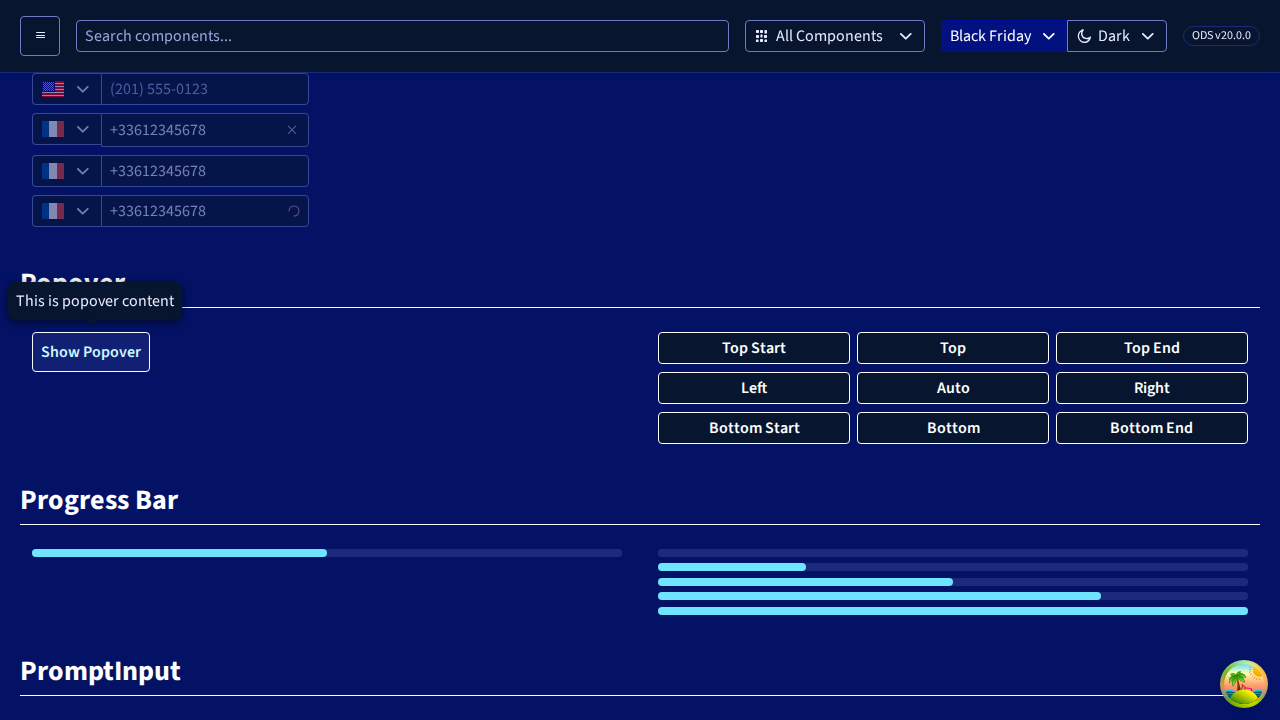 Search components...
All Components
Black Friday
Dark
ODS v20.0.0
(201) 555-0123
+33612345678
+33612345678
+33612345678
Popover
This is popover content
Show Popover
Top Start
Top
Top End
Left
Auto
Right
Bottom Start
Bottom
Bottom End
Progress Bar
PromptInput